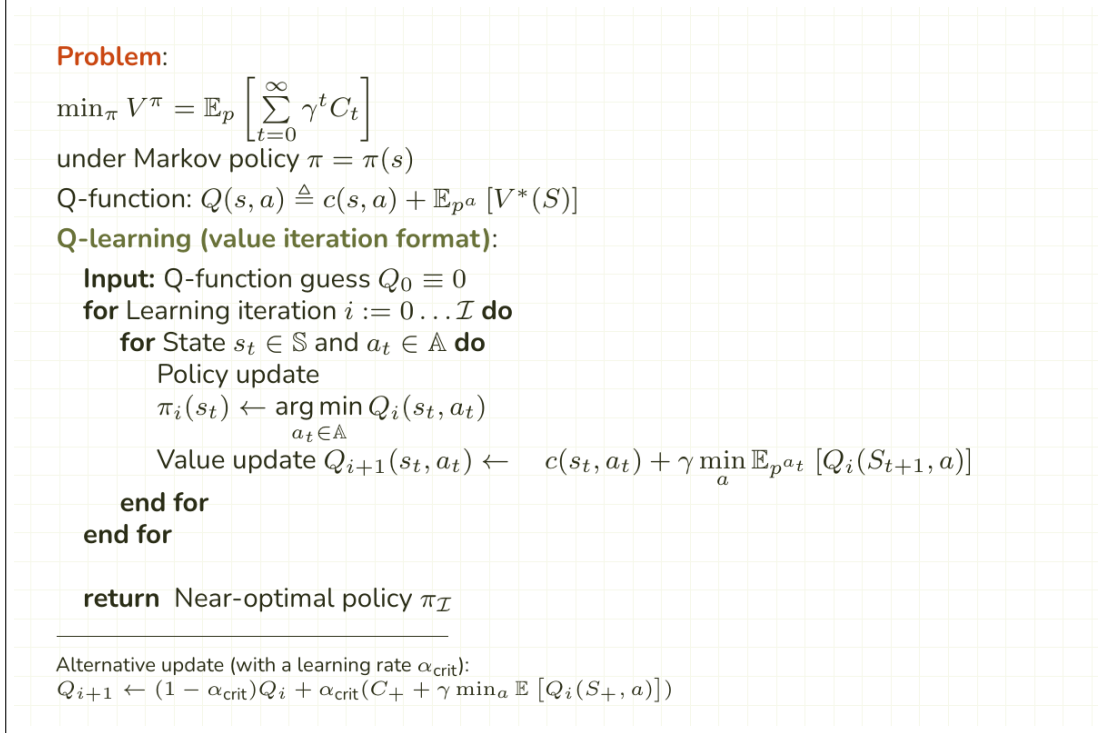 Problem:
min_π V^π = 𝔼_p [∑_{t=0}^{∞} γ^t C_t]
under Markov policy π = π(s)
Q-function: Q(s, a) ≜ c(s, a) + 𝔼_{p^a} [V*(S)]
Q-learning (value iteration format):
Input: Q-function guess Q_0 ≡ 0
for Learning iteration i := 0 … ℐ do
for State s_t ∈ 𝕊 and a_t ∈ 𝔸 do
Policy update
π_i(s_t) ← arg min_{a_t∈𝔸} Q_i(s_t, a_t)
Value update Q_{i+1}(s_t, a_t) ← c(s_t, a_t) + γ min_a 𝔼_{p^{a_t}} [Q_i(S_{t+1}, a)]
end for
end for
return Near-optimal policy π_ℐ
Alternative update (with a learning rate α_crit):
Q_{i+1} ← (1 − α_crit)Q_i + α_crit(C_+ + γ min_a 𝔼 [Q_i(S_+, a)])